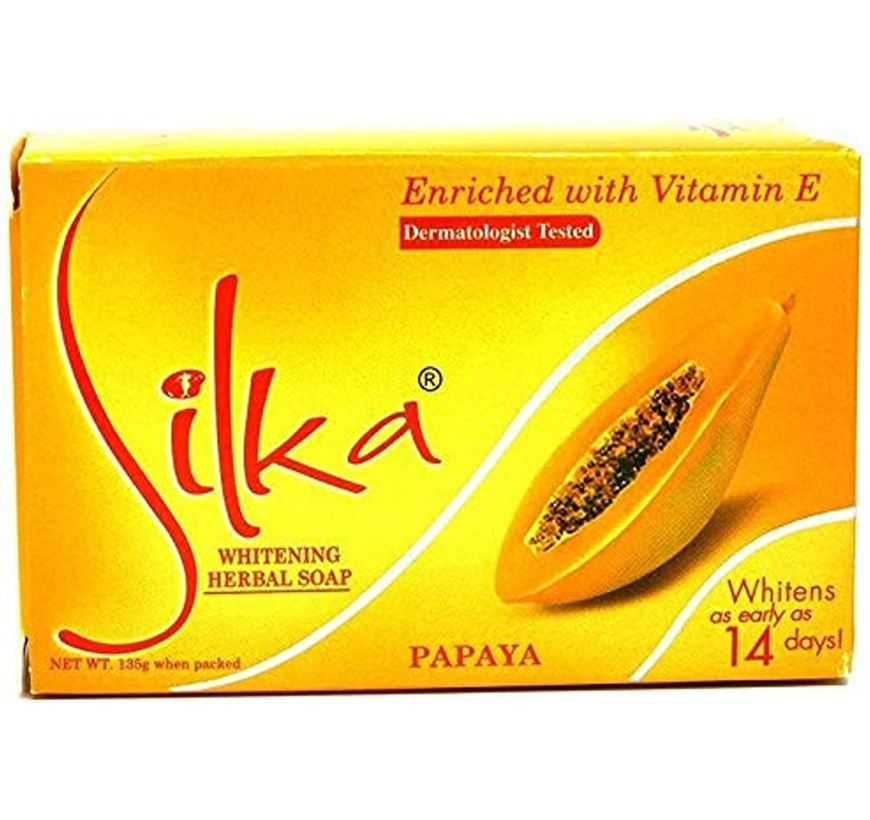 Enriched with Vitamin E
Dermatologist Tested
Silka®
WHITENING
HERBAL SOAP
Whitens
as early as
14 days!
PAPAYA
NET WT. 135g when packed